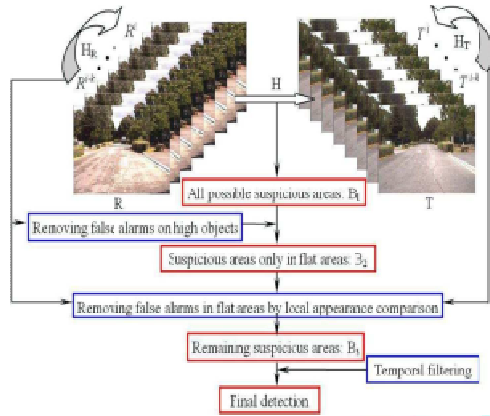 H_R
R^i
R^{i-k}
R
H
T^i
H_T
T^{i-k}
T
All possible suspicious areas: B_1
Removing false alarms on high objects
Suspicious areas only in flat areas: B_2
Removing false alarms in flat areas by local appearance comparison
Remaining suspicious areas: B_3
Temporal filtering
Final detection